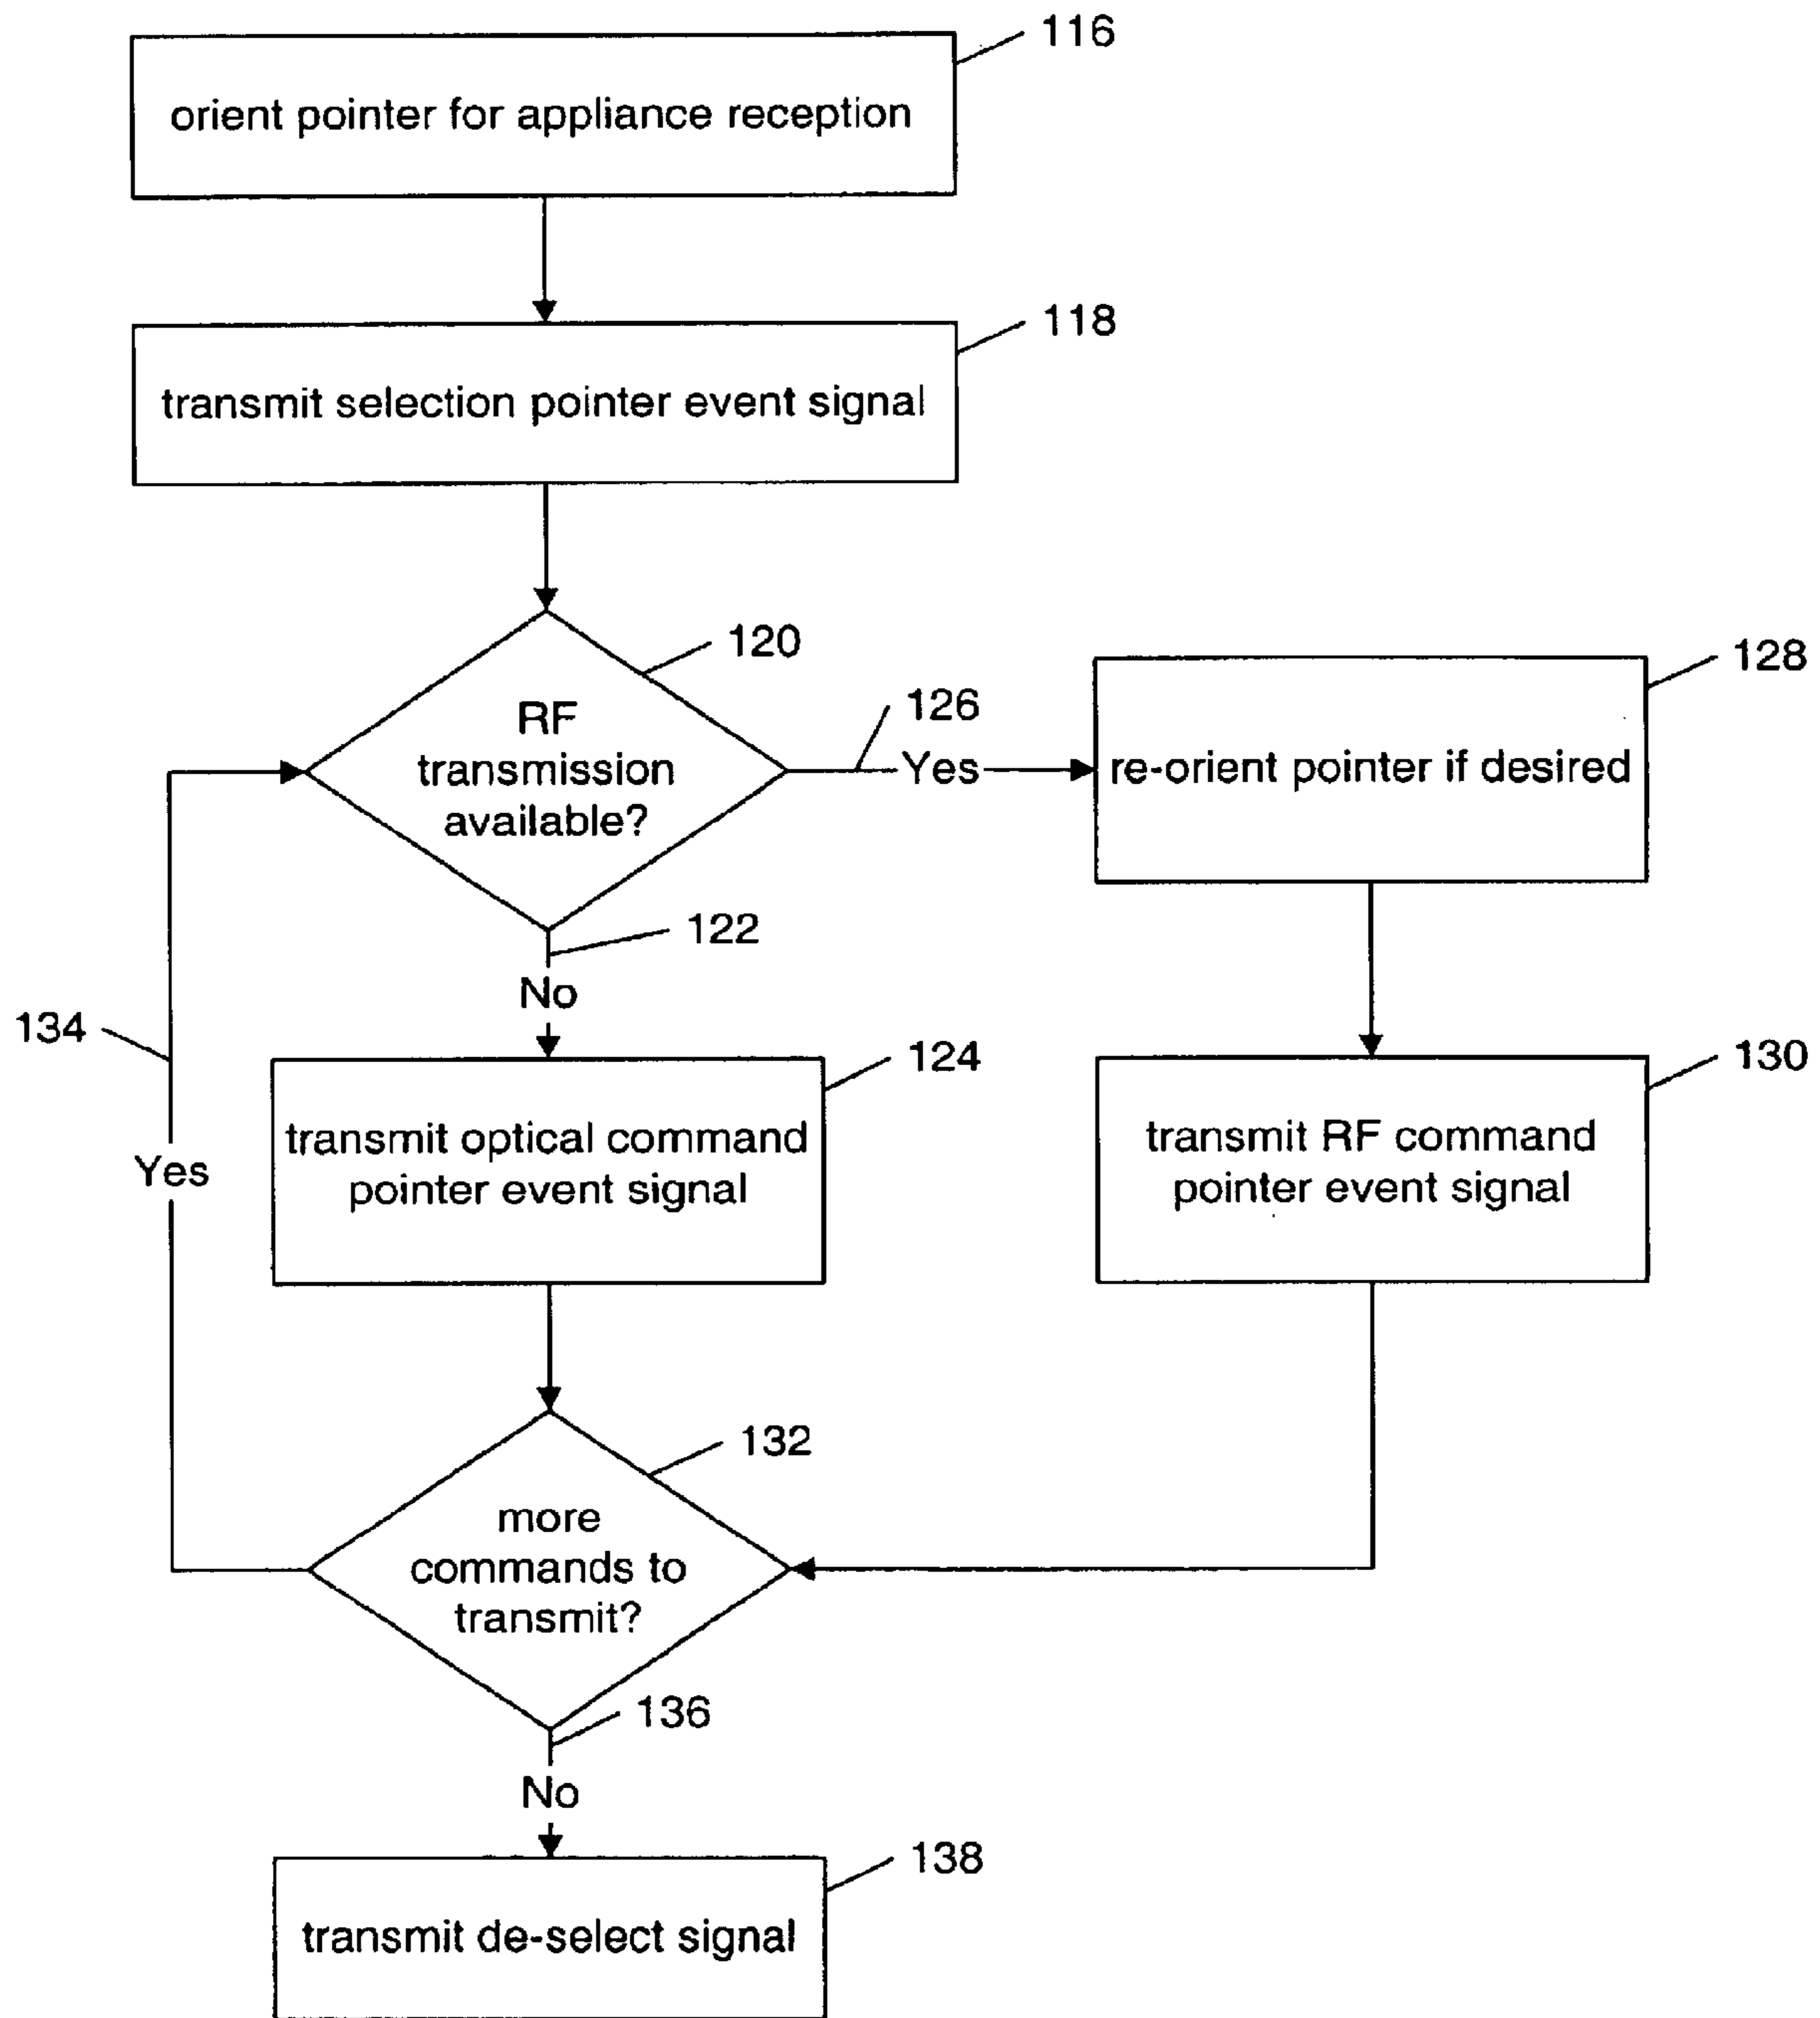 116
orient pointer for appliance reception
118
transmit selection pointer event signal
120
RF
transmission
available?
126
Yes
128
re-orient pointer if desired
122
No
134
Yes
124
transmit optical command
pointer event signal
130
transmit RF command
pointer event signal
132
more
commands to
transmit?
136
No
138
transmit de-select signal